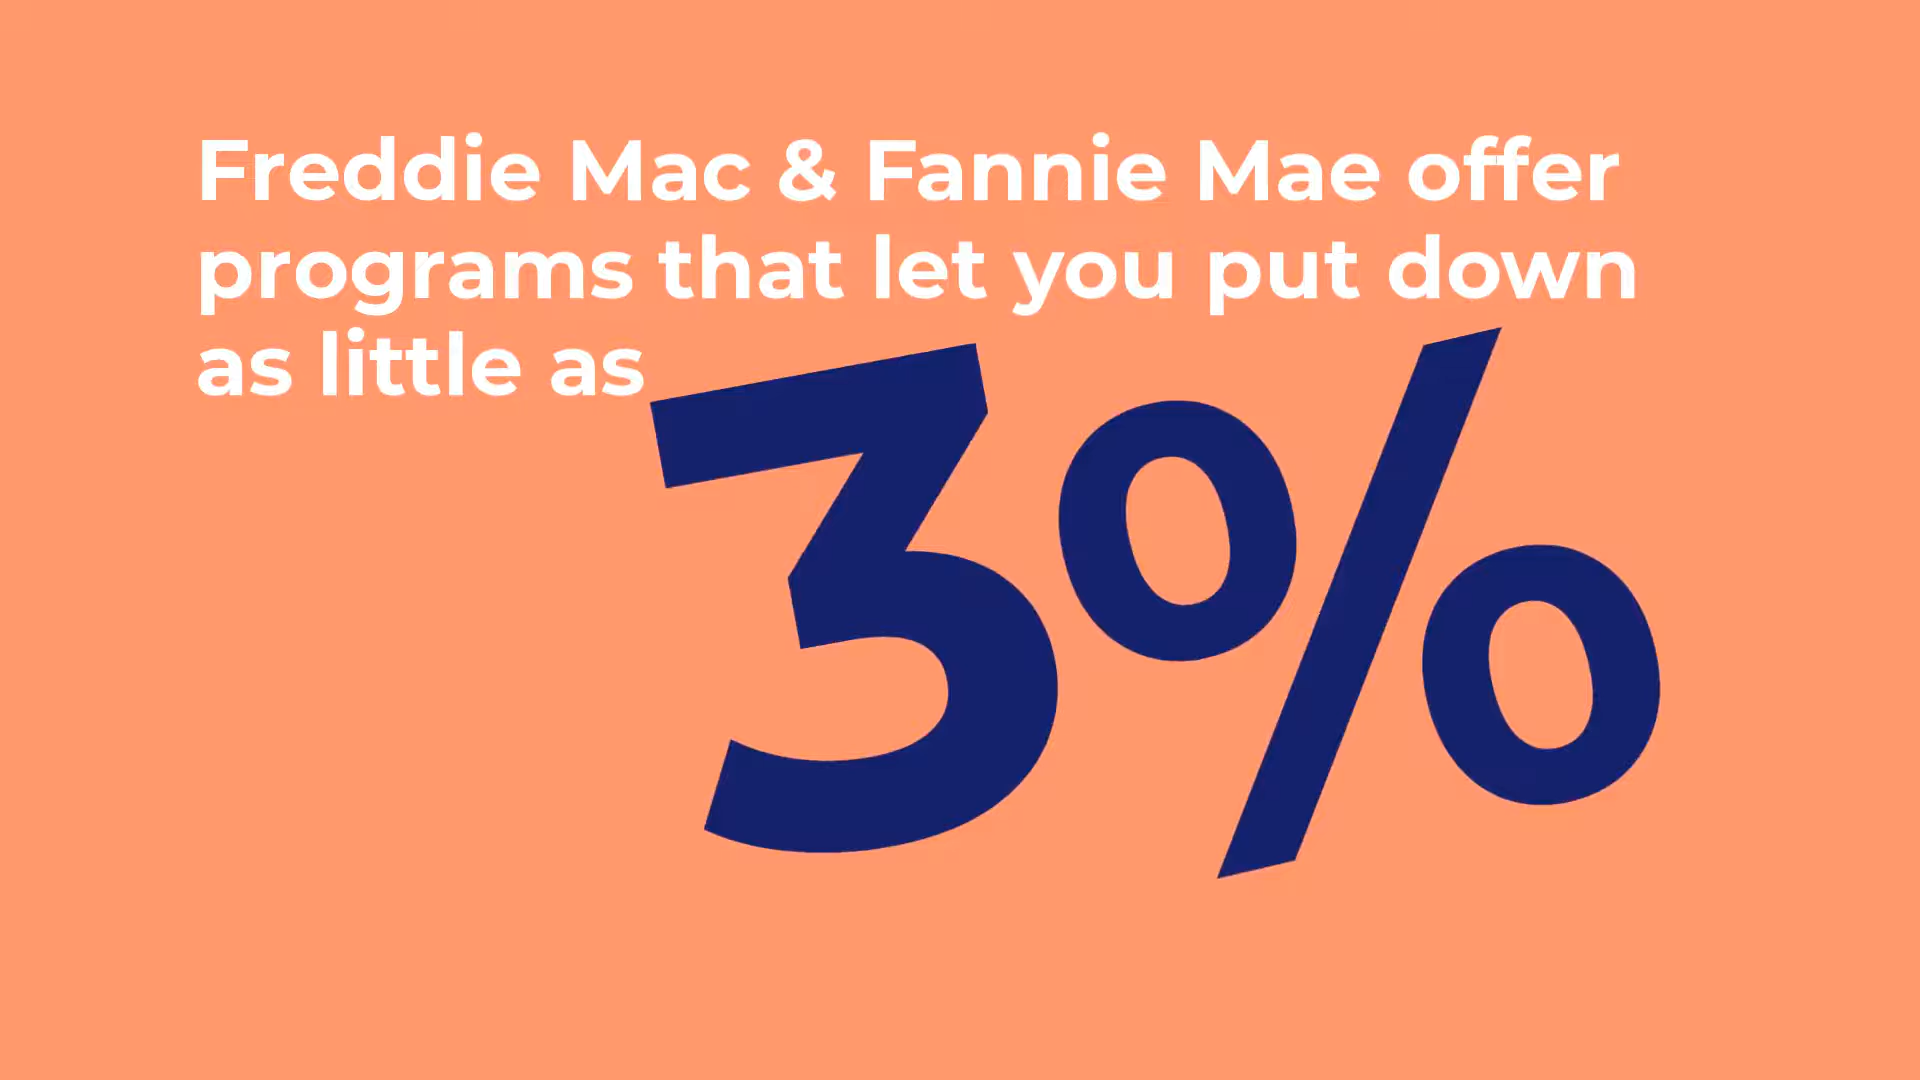 Freddie Mac & Fannie Mae offer
programs that let you put down
as little as
3%